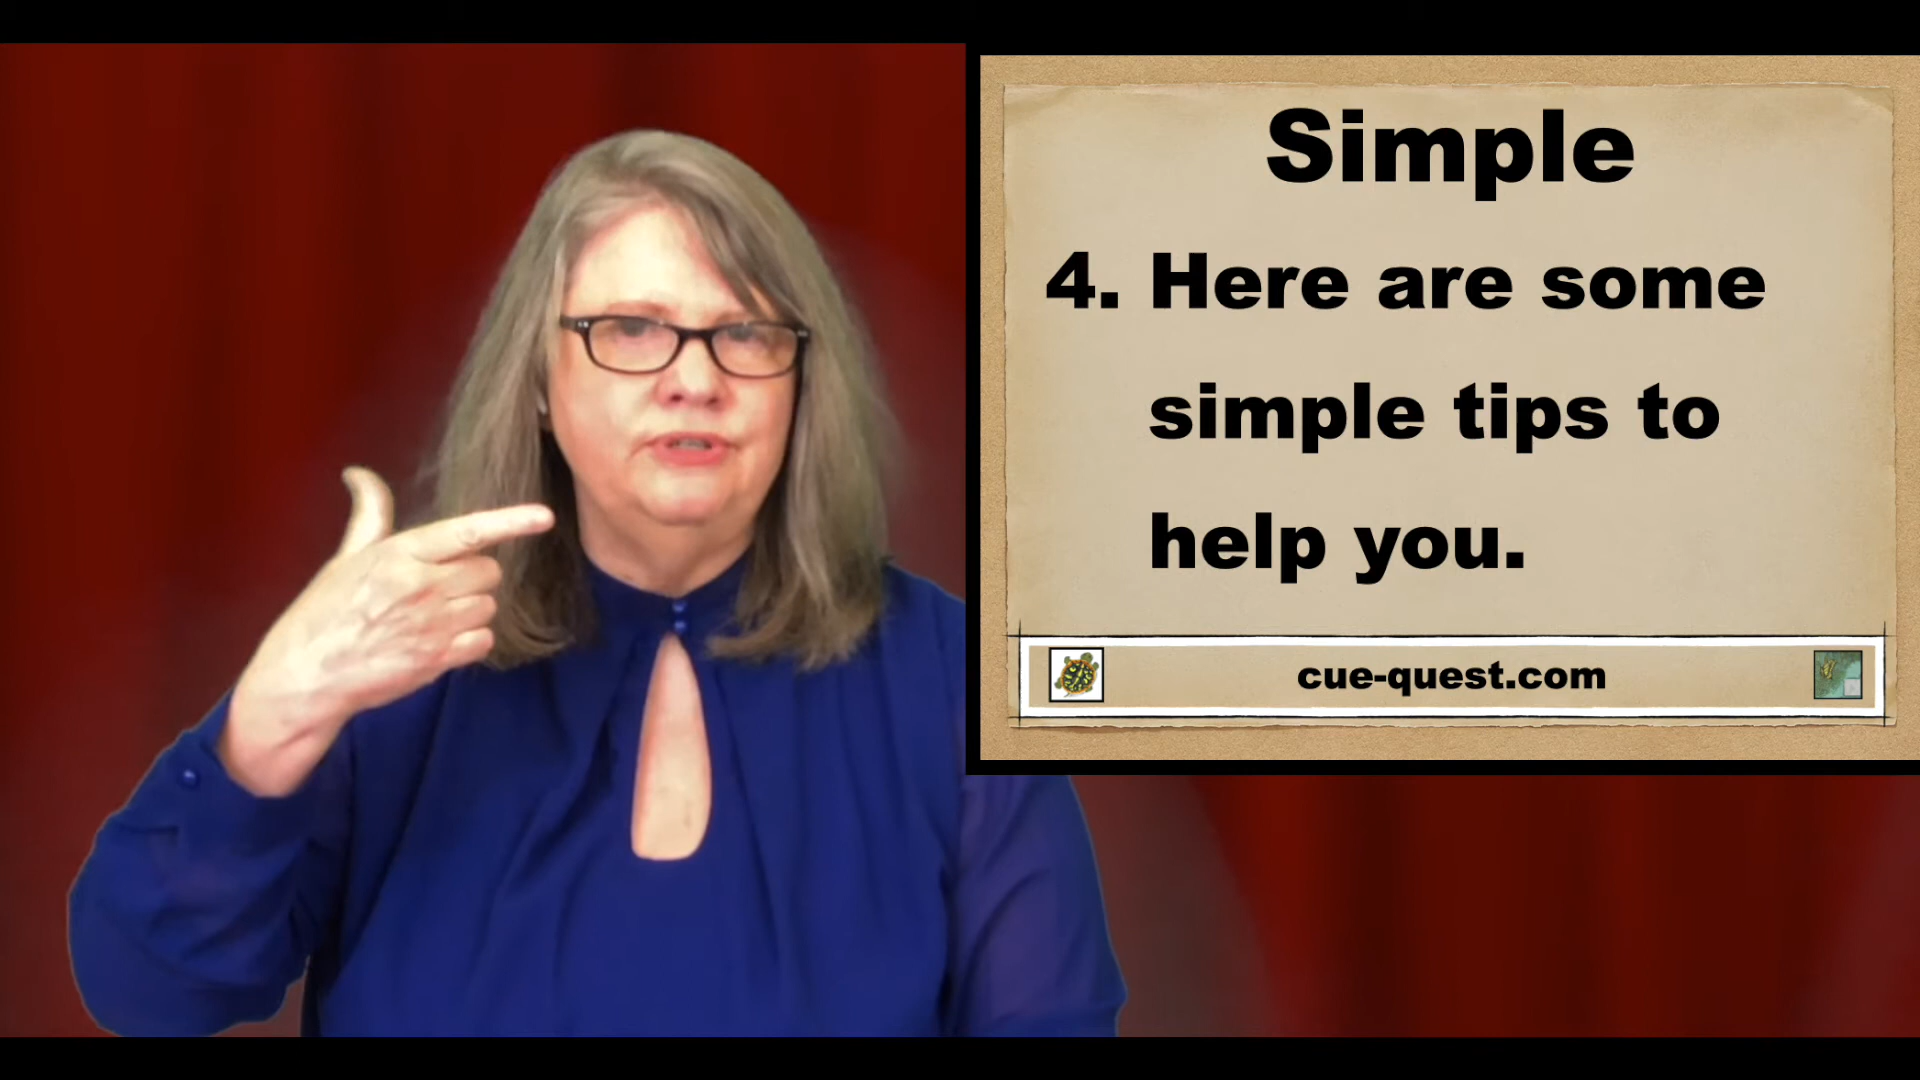 Simple
4. Here are some
simple tips to
help you.
cue-quest.com